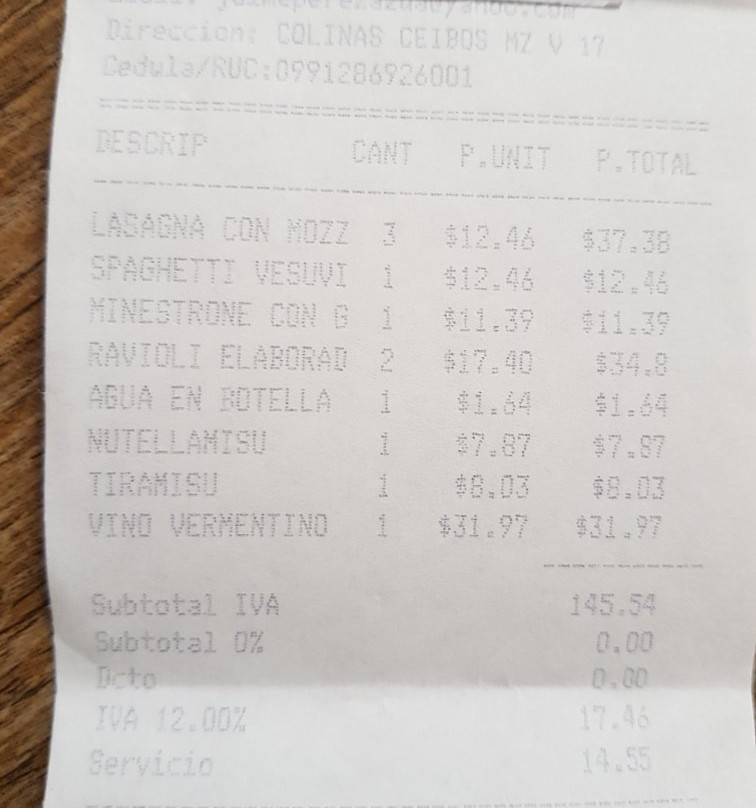 Direccion: COLINAS CEIBOS MZ V 17
Cedula/RUC:0991286926001
DESCRIP CANT P.UNIT P.TOTAL
LASAGNA CON MOZZ 3 $12.46 $37.38
SPAGHETTI VESUVI 1 $12.46 $12.46
MINESTRONE CON G 1 $11.39 $11.39
RAVIOLI ELABORAD 2 $17.40 $34.8
AGUA EN BOTELLA 1 $1.64 $1.64
NUTELLAMISU 1 $7.87 $7.87
TIRAMISU 1 $8.03 $8.03
VINO VERMENTINO 1 $31.97 $31.97
Subtotal IVA 145.54
Subtotal 0% 0.00
Dcto 0.00
IVA 12.00% 17.46
Servicio 14.55